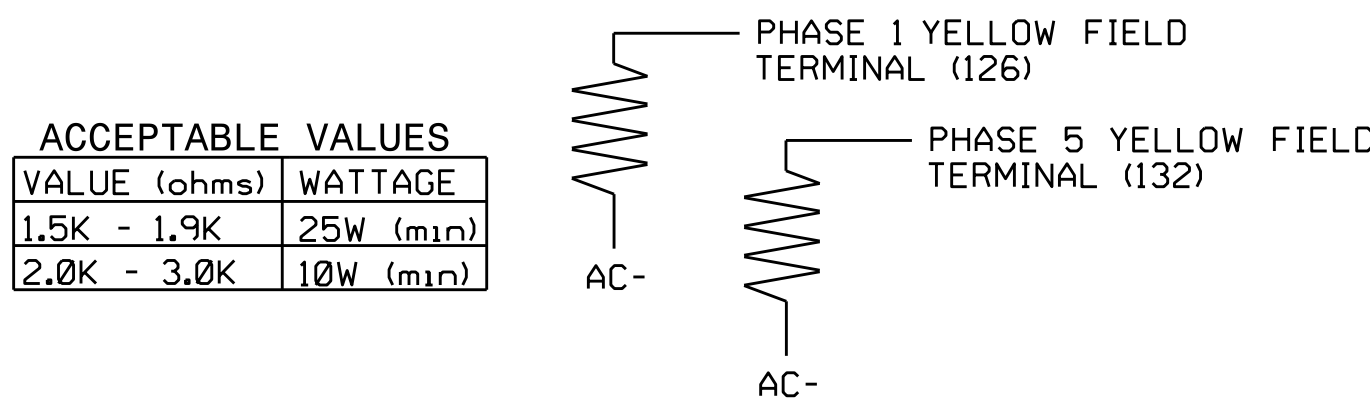 ACCEPTABLE VALUES
VALUE (ohms) WATTAGE
1.5K - 1.9K 25W (min)
2.0K - 3.0K 10W (min)
PHASE 1 YELLOW FIELD
TERMINAL (126)
AC-
PHASE 5 YELLOW FIELD
TERMINAL (132)
AC-